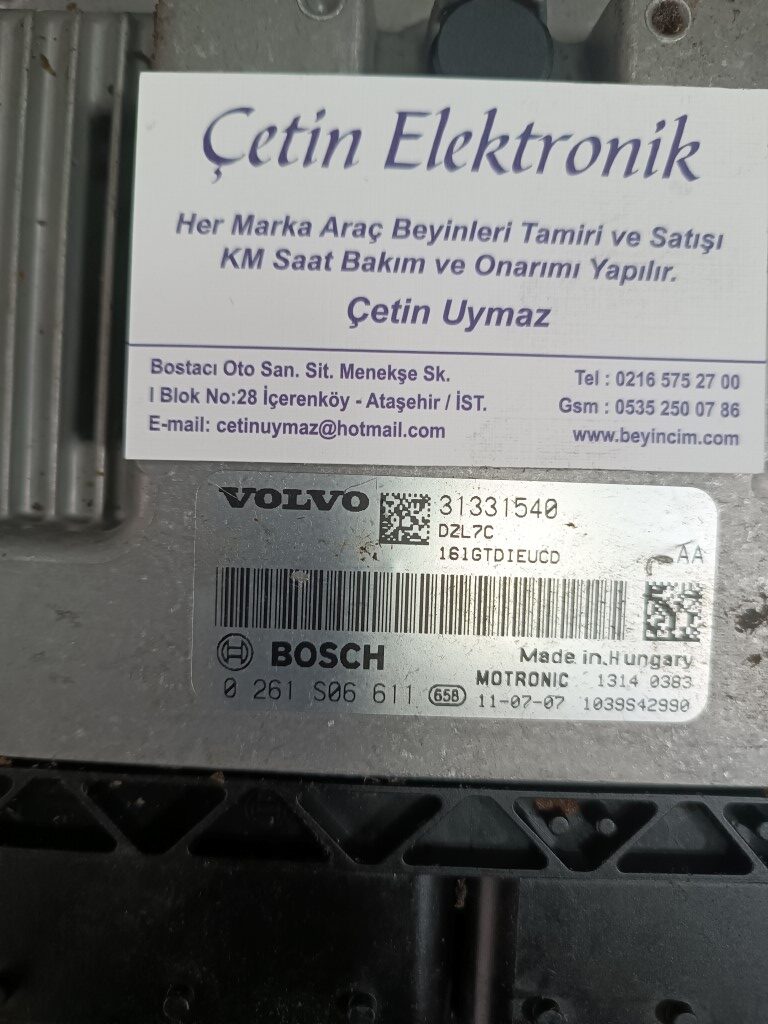 Çetin Elektronik
Her Marka Araç Beyinleri Tamiri ve Satışı
KM Saat Bakım ve Onarımı Yapılır.
Çetin Uymaz
Bostacı Oto San. Sit. Menekşe Sk.
I Blok No:28 İçerenköy - Ataşehir / İST.
E-mail: cetinuymaz@hotmail.com
Tel : 0216 575 27 00
Gsm : 0535 250 07 86
www.beyincim.com
VOLVO 31331540
DZL7C
161GTDIEUCD
AA
BOSCH Made in Hungary
MOTRONIC 1314 0383
0 261 S06 611 658 11-07-07 1039S42990